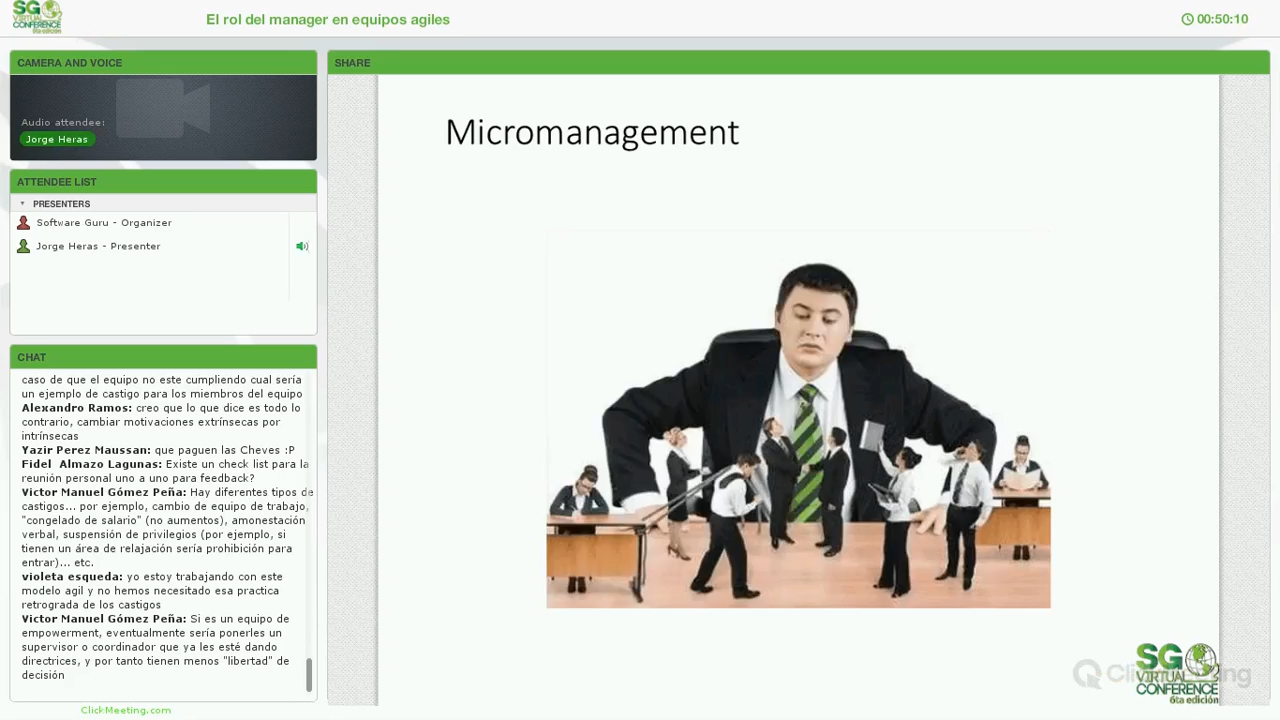 SG
VIRTUAL
CONFERENCE
6ta edición
El rol del manager en equipos agiles
00:50:10
CAMERA AND VOICE
Audio attendee:
Jorge Heras
ATTENDEE LIST
PRESENTERS
Software Guru - Organizer
Jorge Heras - Presenter
CHAT
caso de que el equipo no este cumpliendo cual sería
un ejemplo de castigo para los miembros del equipo
Alexandro Ramos: creo que lo que dice es todo lo
contrario, cambiar motivaciones extrínsecas por
intrínsecas
Yazir Perez Maussan: que paguen las Cheves :P
Fidel Almazo Lagunas: Existe un check list para la
reunión personal uno a uno para feedback?
Victor Manuel Gómez Peña: Hay diferentes tipos de
castigos... por ejemplo, cambio de equipo de trabajo,
"congelado de salario" (no aumentos), amonestación
verbal, suspensión de privilegios (por ejemplo, si
tienen un área de relajación sería prohibición para
entrar)... etc.
violeta esqueda: yo estoy trabajando con este
modelo agil y no hemos necesitado esa practica
retrograda de los castigos
Victor Manuel Gómez Peña: Si es un equipo de
empowerment, eventualmente sería ponerles un
supervisor o coordinador que ya les esté dando
directrices, y por tanto tienen menos "libertad" de
decisión
ClickMeeting.com
SHARE
Micromanagement
SG
VIRTUAL
CONFERENCE
6ta edición